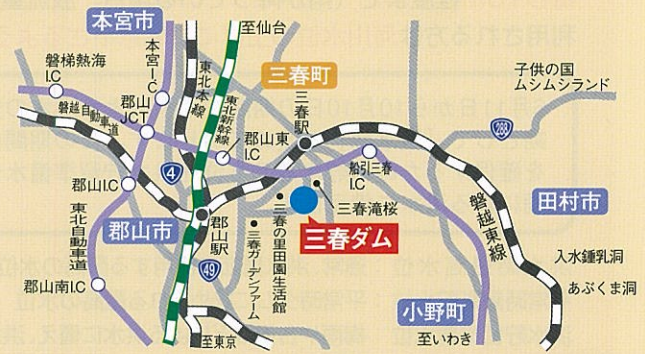 本宮市
至仙台
磐梯熱海
I.C
本宮I.C
東北本線
三春町
子供の国
ムシムシランド
磐越自動車道
郡山
JCT
東北新幹線
郡山東
I.C
三春駅
288
4
船引三春
I.C
郡山I.C
三春滝桜
田村市
郡山市
郡山駅
三春ダム
磐越東線
東北自動車道
49
三春の里田園生活館
三春ガーデンファーム
入水鍾乳洞
あぶくま洞
郡山南I.C
小野町
至東京
至いわき